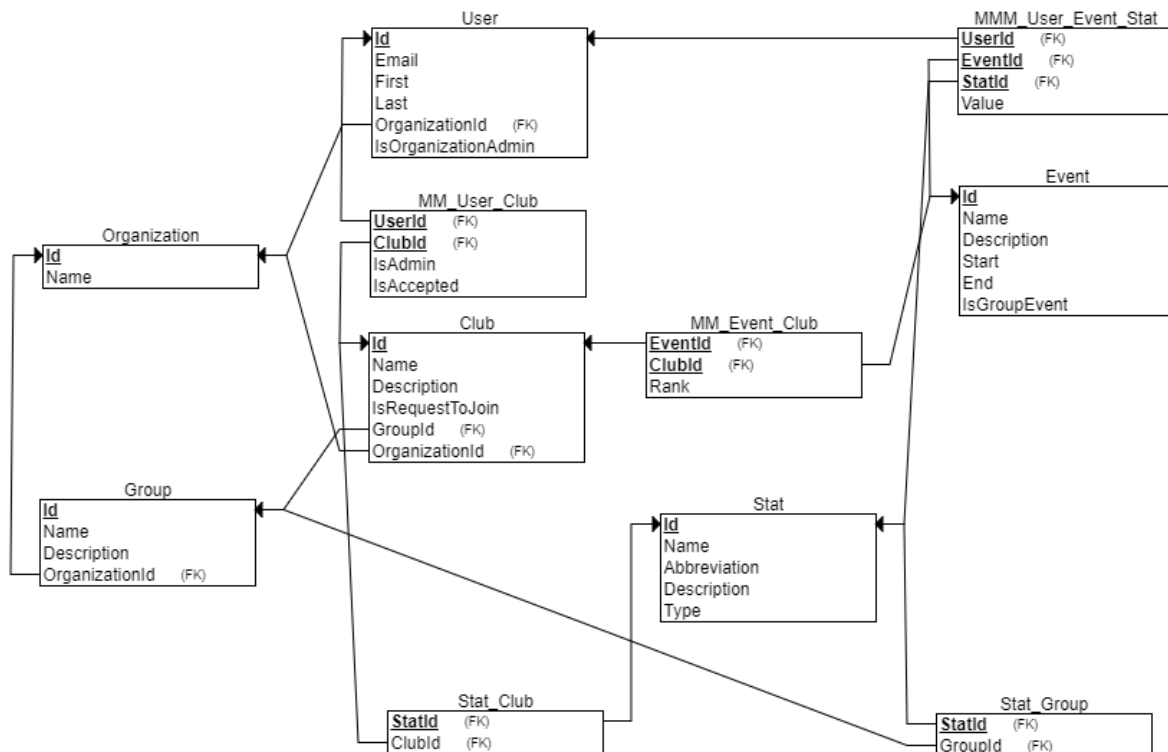 User
Id
Email
First
Last
OrganizationId (FK)
IsOrganizationAdmin
MMM_User_Event_Stat
UserId (FK)
EventId (FK)
StatId (FK)
Value
MM_User_Club
UserId (FK)
ClubId (FK)
IsAdmin
IsAccepted
Event
Id
Name
Description
Start
End
IsGroupEvent
Organization
Id
Name
Club
Id
Name
Description
IsRequestToJoin
GroupId (FK)
OrganizationId (FK)
MM_Event_Club
EventId (FK)
ClubId (FK)
Rank
Group
Id
Name
Description
OrganizationId (FK)
Stat
Id
Name
Abbreviation
Description
Type
Stat_Club
StatId (FK)
ClubId (FK)
Stat_Group
StatId (FK)
GroupId (FK)